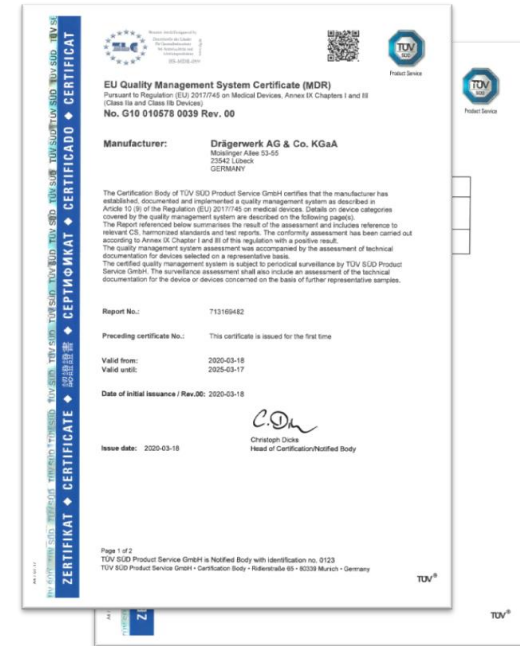 TÜV SÜD
Product Service
EU Quality Management System Certificate (MDR)
Pursuant to Regulation (EU) 2017/745 on Medical Devices, Annex IX Chapters I and III
(Class IIa and Class IIb Devices)
No. G10 010578 0039 Rev. 00
Manufacturer: Drägerwerk AG & Co. KGaA
Moislinger Allee 53-55
23542 Lübeck
GERMANY
The Certification Body of TÜV SÜD Product Service GmbH certifies that the manufacturer has
established, documented and implemented a quality management system as described in
Article 10 (9) of the Regulation (EU) 2017/745 on medical devices. Details on device categories
covered by the quality management system are described on the following page(s).
The Report referenced below summarises the result of the assessment and includes reference to
relevant CS, harmonized standards and test reports. The conformity assessment has been carried out
according to Annex IX Chapter I and III of this regulation with a positive result.
The quality management system assessment was accompanied by the assessment of technical
documentation for devices selected on a representative basis.
The certified quality management system is subject to periodical surveillance by TÜV SÜD Product
Service GmbH. The surveillance assessment shall also include an assessment of the technical
documentation for the device or devices concerned on the basis of further representative samples.
Report No.: 713169482
Preceding certificate No.: This certificate is issued for the first time
Valid from: 2020-03-18
Valid until: 2025-03-17
Date of initial issuance / Rev.00: 2020-03-18
Christoph Dicks
Issue date: 2020-03-18 Head of Certification/Notified Body
Page 1 of 2
TÜV SÜD Product Service GmbH is Notified Body with identification no. 0123
TÜV SÜD Product Service GmbH • Certification Body • Ridlerstraße 65 • 80339 Munich • Germany
TÜV®
ZERTIFIKAT ◆ CERTIFICATE ◆ 認證證書 ◆ СЕРТИФИКАТ ◆ CERTIFICADO ◆ CERTIFICAT
TÜV SÜD
Product Service
ZI
TÜV®